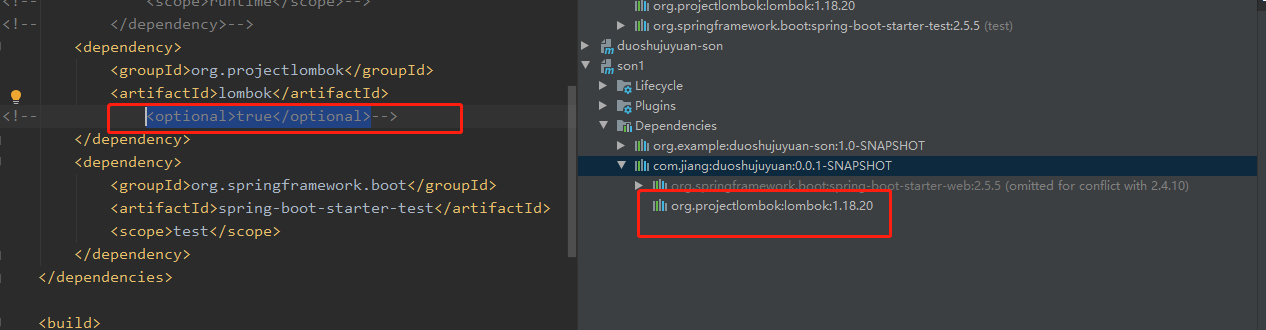 <!-- <scope>runtime</scope>-->
<!-- </dependency>-->
<dependency>
<groupId>org.projectlombok</groupId>
<artifactId>lombok</artifactId>
<!-- <optional>true</optional>-->
</dependency>
<dependency>
<groupId>org.springframework.boot</groupId>
<artifactId>spring-boot-starter-test</artifactId>
<scope>test</scope>
</dependency>
</dependencies>
<build>
org.projectlombok:lombok:1.18.20
org.springframework.boot:spring-boot-starter-test:2.5.5 (test)
duoshujuyuan-son
son1
Lifecycle
Plugins
Dependencies
org.example:duoshujuyuan-son:1.0-SNAPSHOT
com.jiang:duoshujuyuan:0.0.1-SNAPSHOT
org.springframework.boot:spring-boot-starter-web:2.5.5 (omitted for conflict with 2.4.10)
org.projectlombok:lombok:1.18.20